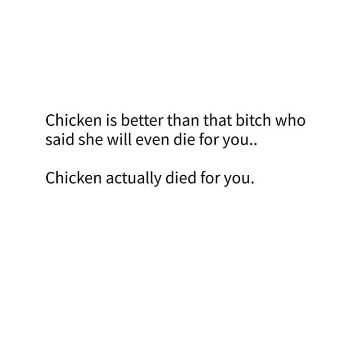 Chicken is better than that bitch who
said she will even die for you..
Chicken actually died for you.